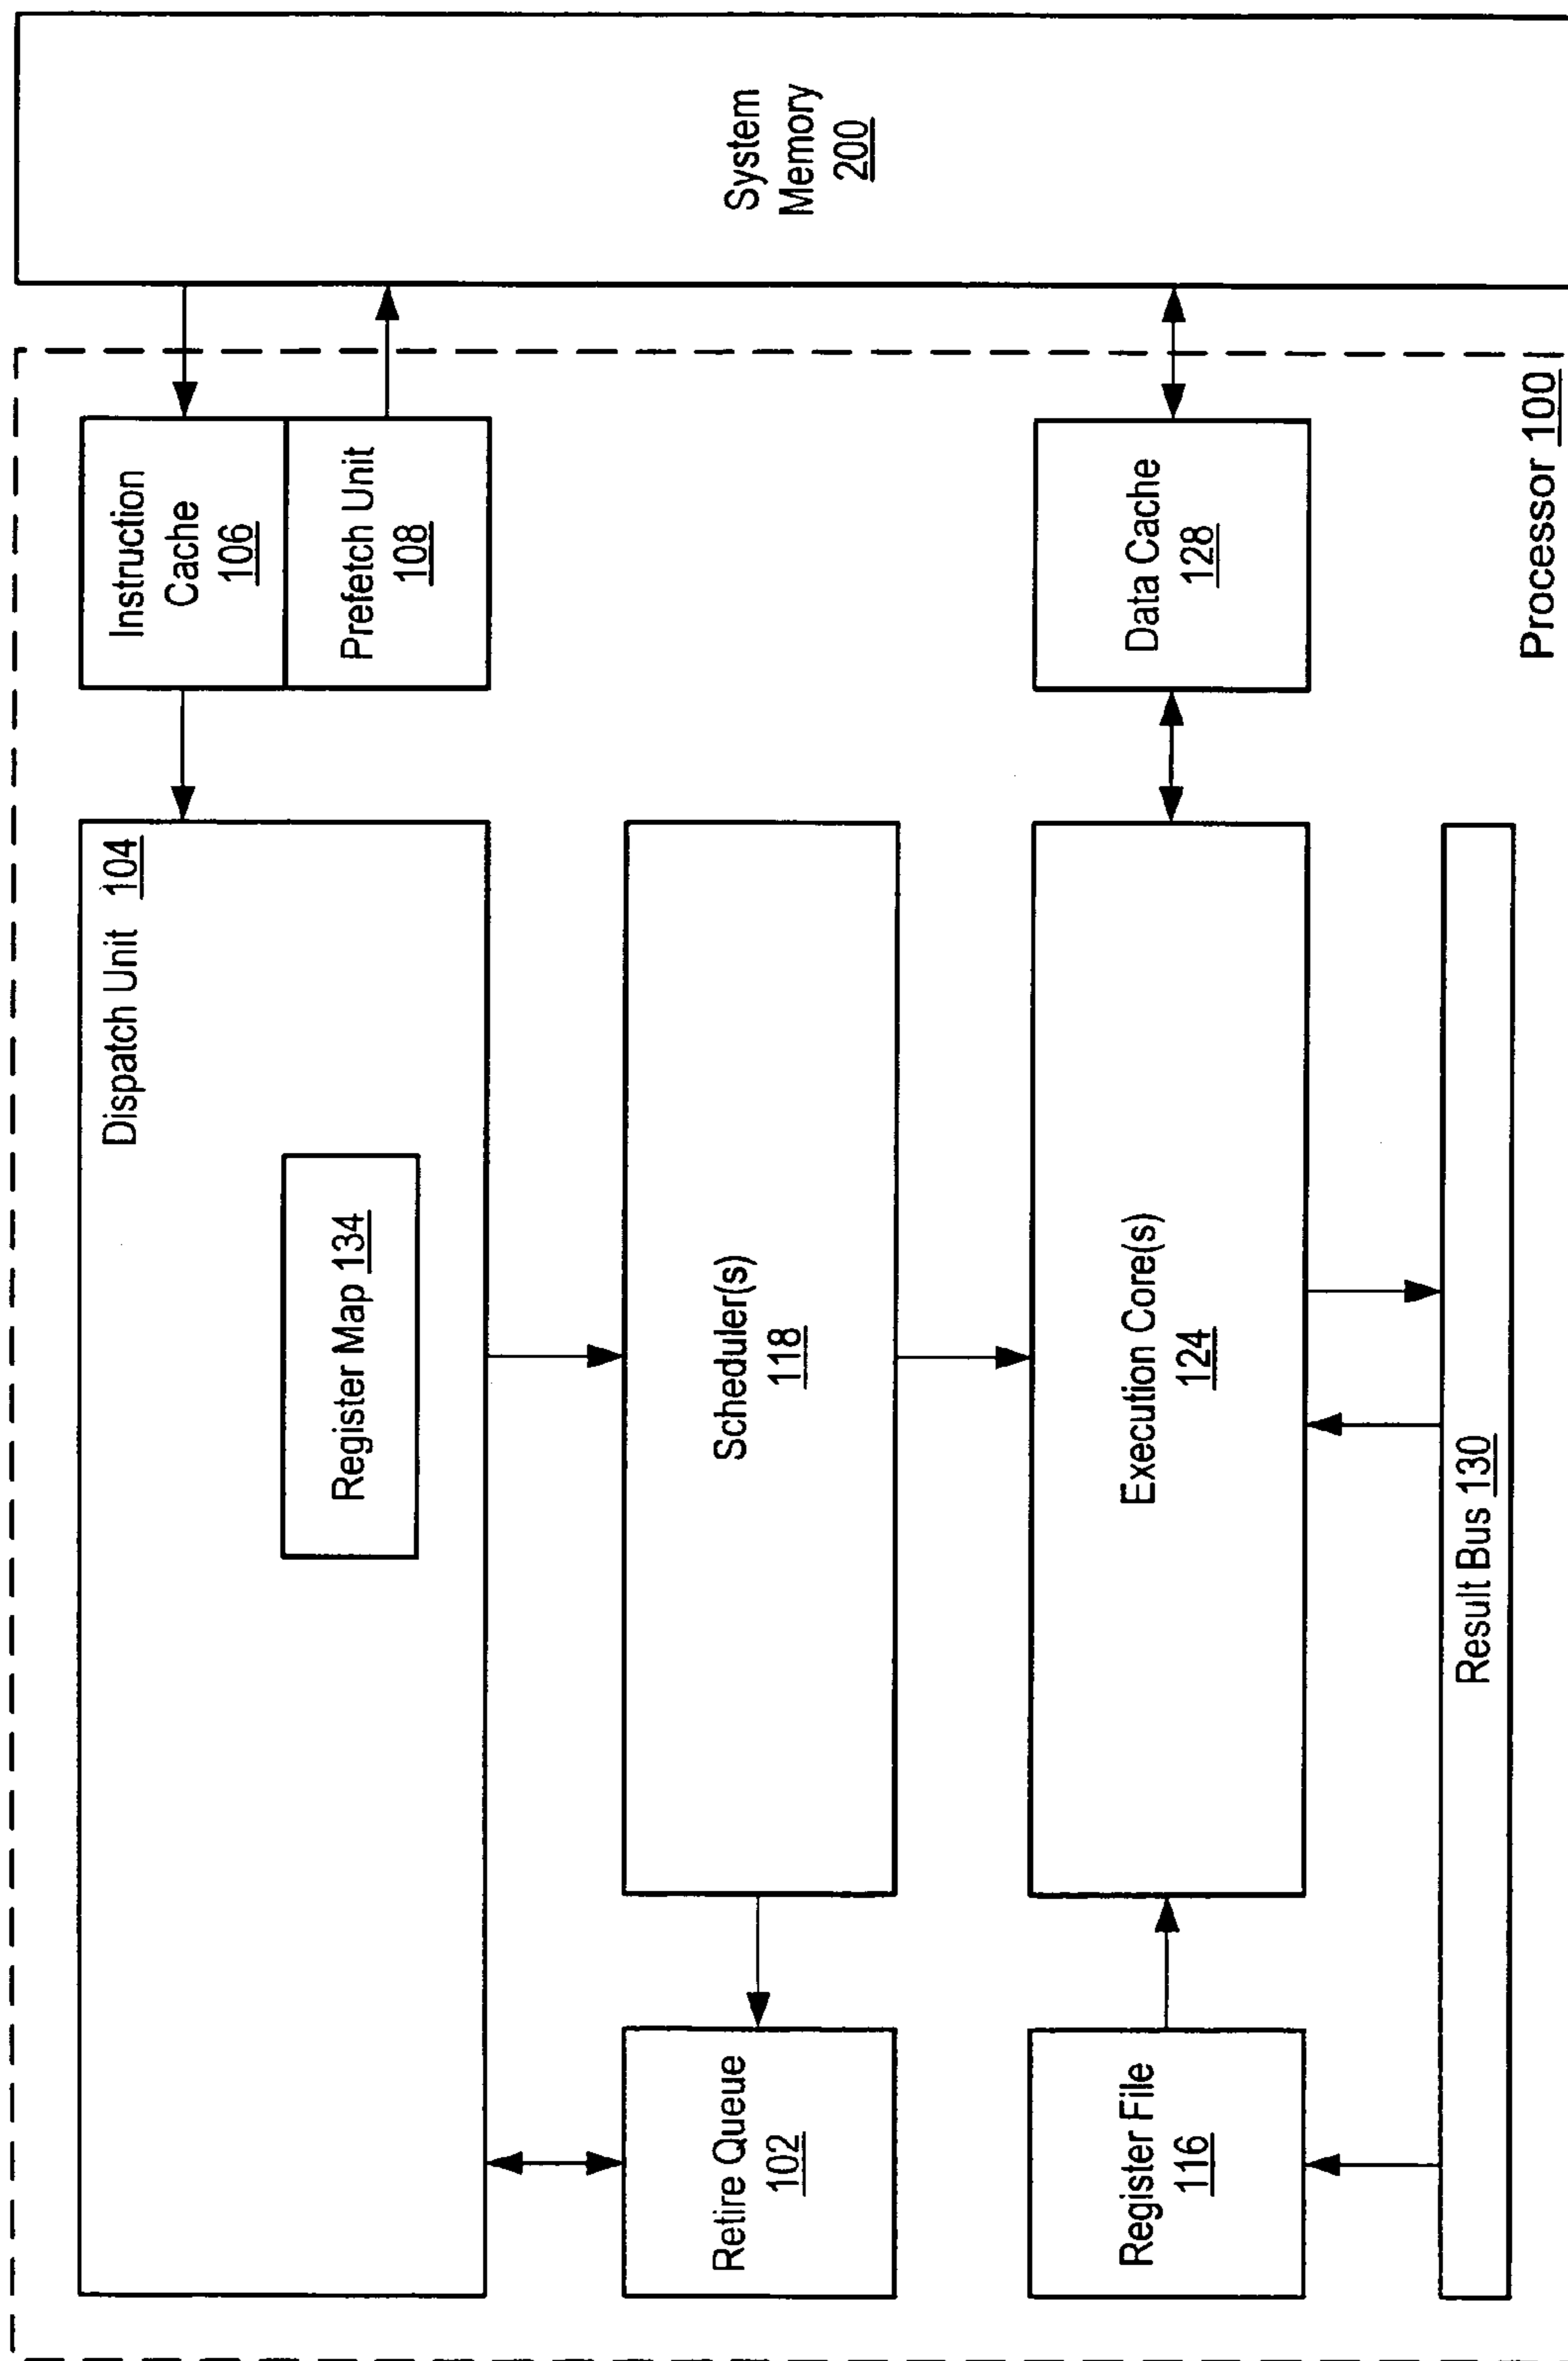 System
Memory
200
Instruction
Cache
106
Prefetch Unit
108
Data Cache
128
Processor 100
Dispatch Unit 104
Register Map 134
Scheduler(s)
118
Execution Core(s)
124
Result Bus 130
Retire Queue
102
Register File
116